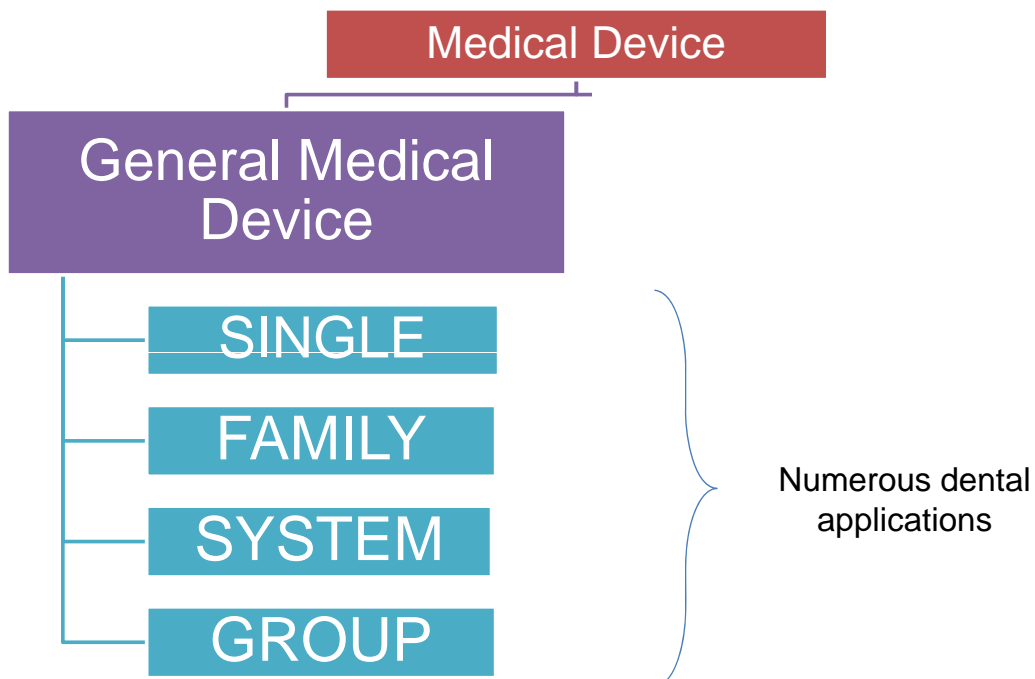 Medical Device
General Medical
Device
SINGLE
FAMILY
SYSTEM
GROUP
Numerous dental
applications